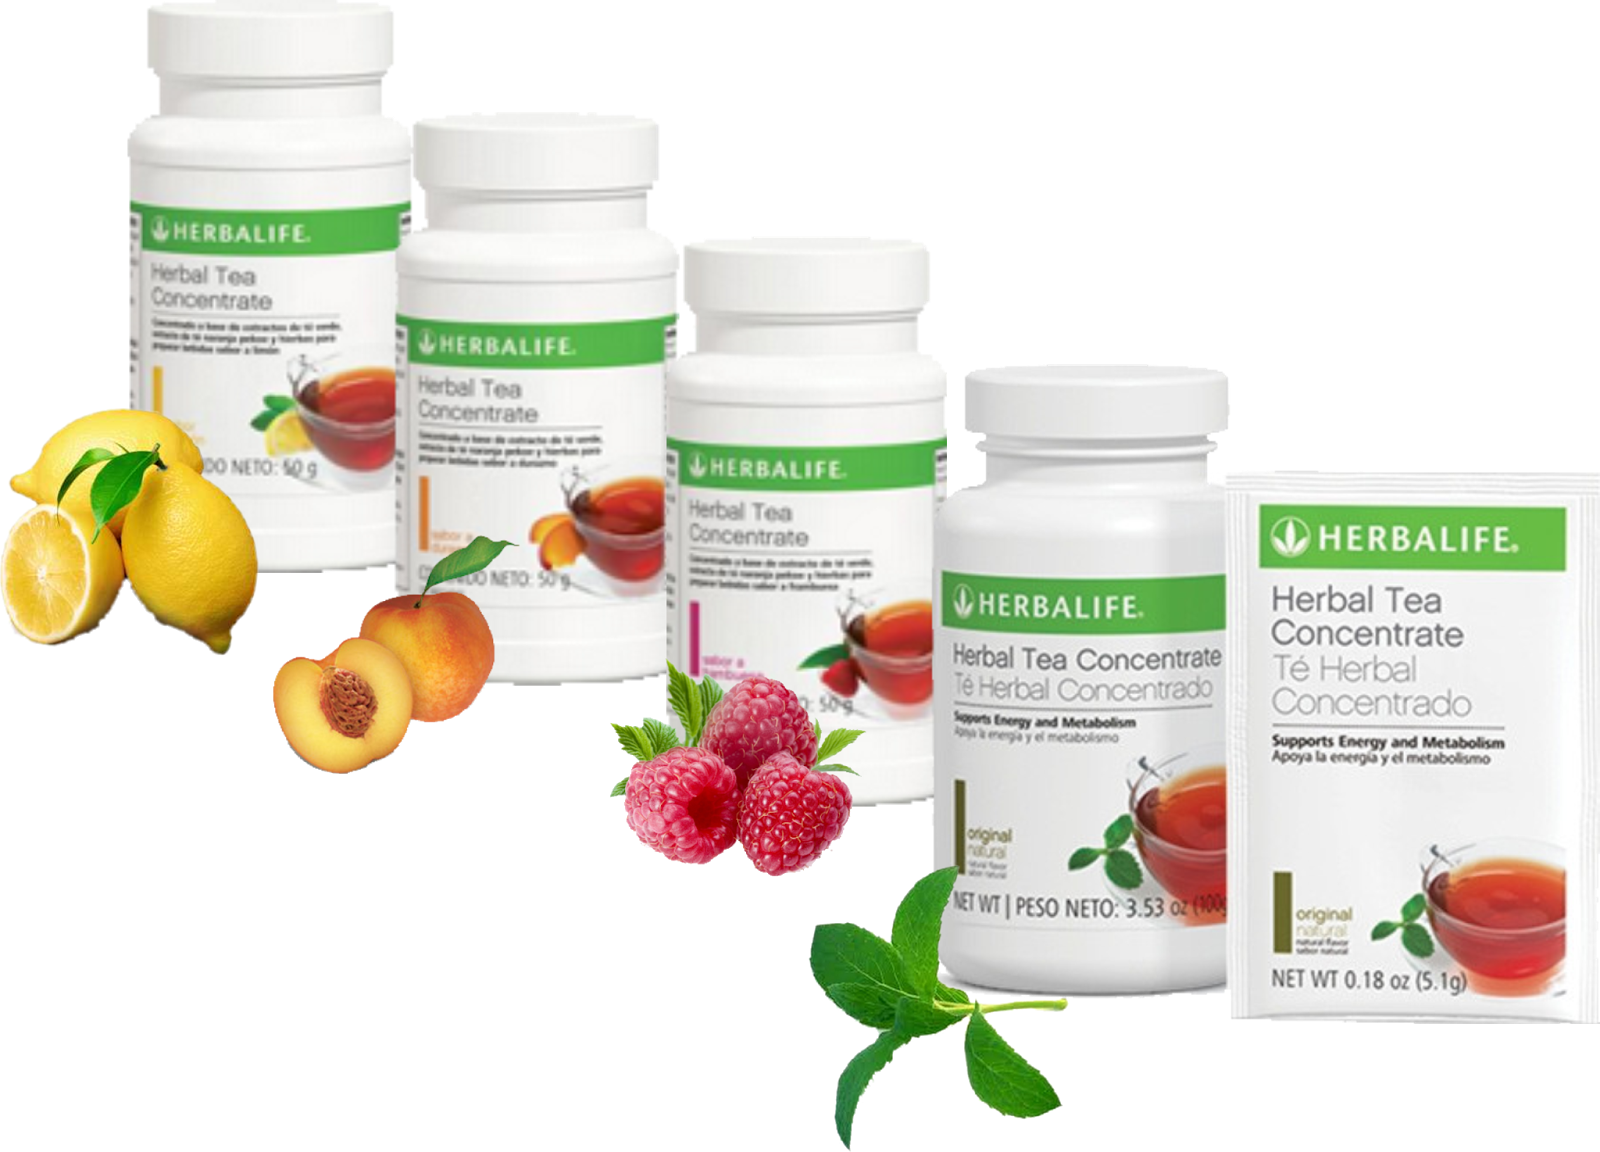 HERBALIFE.
Herbal Tea
Concentrate
Concentrado a base de extractos de té verde,
extracto de té naranja pekoe y hierbas para
preparar bebidas sabor a limón
DO NETO: 50 g
HERBALIFE.
Herbal Tea
Concentrate
Concentrado a base de extracto de té verde,
extracto de té naranja pekoe y hierbas para
preparar bebidas sabor a durazno
sabor a
DO NETO: 50 g
HERBALIFE.
Herbal Tea
Concentrate
Concentrado a base de extracto de té verde,
extracto de té naranja pekoe y hierbas para
preparar bebidas sabor a frambuesa
sabor a
frambuesa
50 g
HERBALIFE.
Herbal Tea Concentrate
Té Herbal Concentrado
Supports Energy and Metabolism
Apoya la energía y el metabolismo
original
natural
natural flavor
sabor natural
NET WT | PESO NETO: 3.53 oz (100g
HERBALIFE®
Herbal Tea
Concentrate
Té Herbal
Concentrado
Supports Energy and Metabolism
Apoya la energía y el metabolismo
original
natural
natural flavor
sabor natural
NET WT 0.18 oz (5.1g)